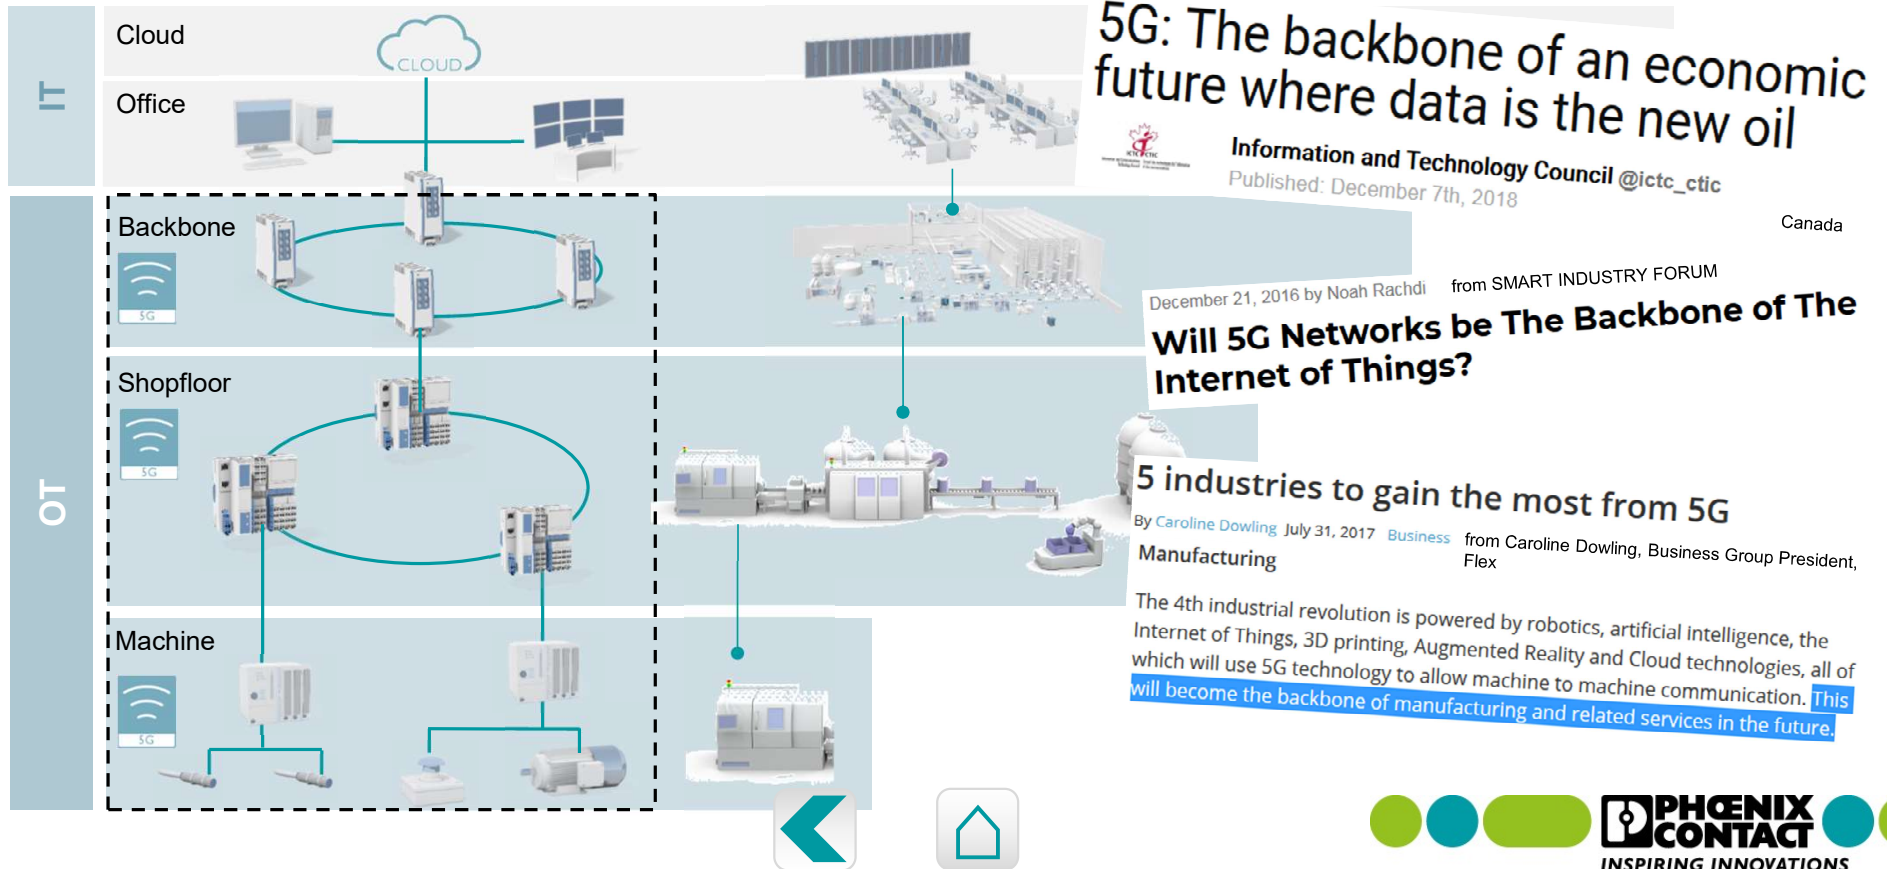 IT
Cloud
CLOUD
Office
OT
Backbone
5G
Shopfloor
5G
Machine
5G
5G: The backbone of an economic
future where data is the new oil
ICTC CTIC
Information and Technology Council @ictc_ctic
Published: December 7th, 2018
Canada
December 21, 2016 by Noah Rachdi from SMART INDUSTRY FORUM
Will 5G Networks be The Backbone of The
Internet of Things?
5 industries to gain the most from 5G
By Caroline Dowling July 31, 2017 Business from Caroline Dowling, Business Group President,
Flex
Manufacturing
The 4th industrial revolution is powered by robotics, artificial intelligence, the
Internet of Things, 3D printing, Augmented Reality and Cloud technologies, all of
which will use 5G technology to allow machine to machine communication. This
will become the backbone of manufacturing and related services in the future.
PHŒNIX
CONTACT
INSPIRING INNOVATIONS